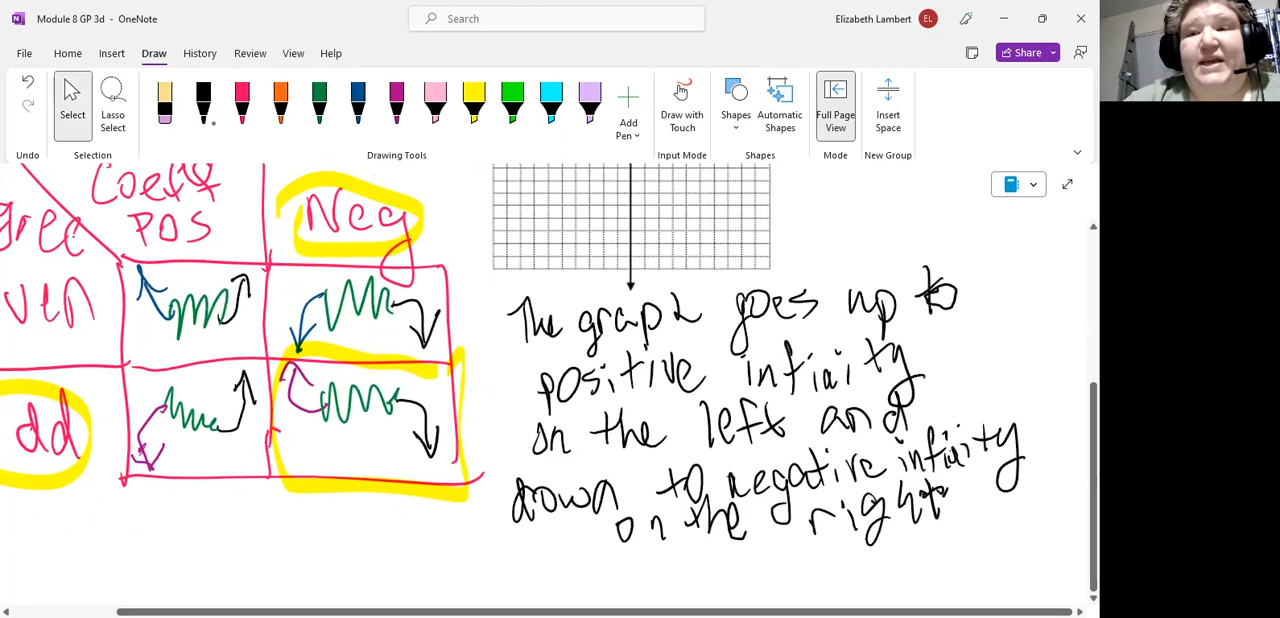 Module 8 GP 3d - OneNote
Search
Elizabeth Lambert EL
File Home Insert Draw History Review View Help
Share
Select
Lasso Select
Add Pen
Draw with Touch
Shapes
Automatic Shapes
Full Page View
Insert Space
Undo
Selection
Drawing Tools
Input Mode
Shapes
Mode
New Group
Coeff
POS
Neg
gree
ven
dd
The graph goes up to
positive infinity
on the left and
down to negative infinity
on the right